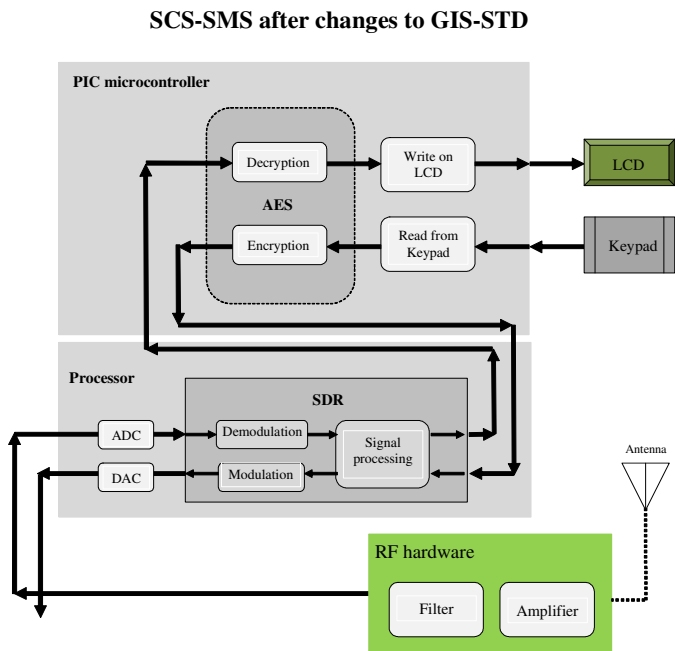 SCS-SMS after changes to GIS-STD
PIC microcontroller
Decryption
Write on
LCD
LCD
AES
Encryption
Read from
Keypad
Keypad
Processor
SDR
ADC
Demodulation
Signal
processing
DAC
Modulation
Antenna
RF hardware
Filter
Amplifier